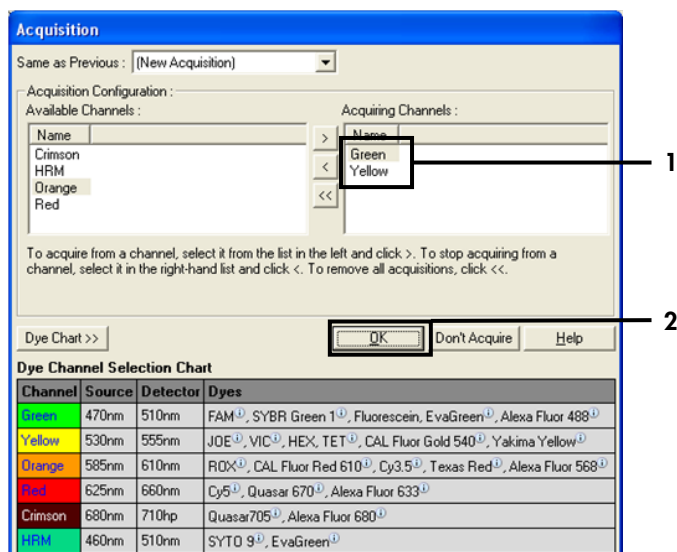 Acquisition
Same as Previous : (New Acquisition)
Acquisition Configuration :
Available Channels : Acquiring Channels :
Name > Name
Crimson Green 1
HRM < Yellow
Orange <<
Red
To acquire from a channel, select it from the list in the left and click >. To stop acquiring from a
channel, select it in the right-hand list and click <. To remove all acquisitions, click <<.
2
Dye Chart >> OK Don't Acquire Help
Dye Channel Selection Chart
Channel Source Detector Dyes
Green 470nm 510nm FAM, SYBR Green 1, Fluorescein, EvaGreen, Alexa Fluor 488
Yellow 530nm 555nm JOE, VIC, HEX, TET, CAL Fluor Gold 540, Yakima Yellow
Orange 585nm 610nm ROX, CAL Fluor Red 610, Cy3.5, Texas Red, Alexa Fluor 568
Red 625nm 660nm Cy5, Quasar 670, Alexa Fluor 633
Crimson 680nm 710hp Quasar705, Alexa Fluor 680
HRM 460nm 510nm SYTO 9, EvaGreen